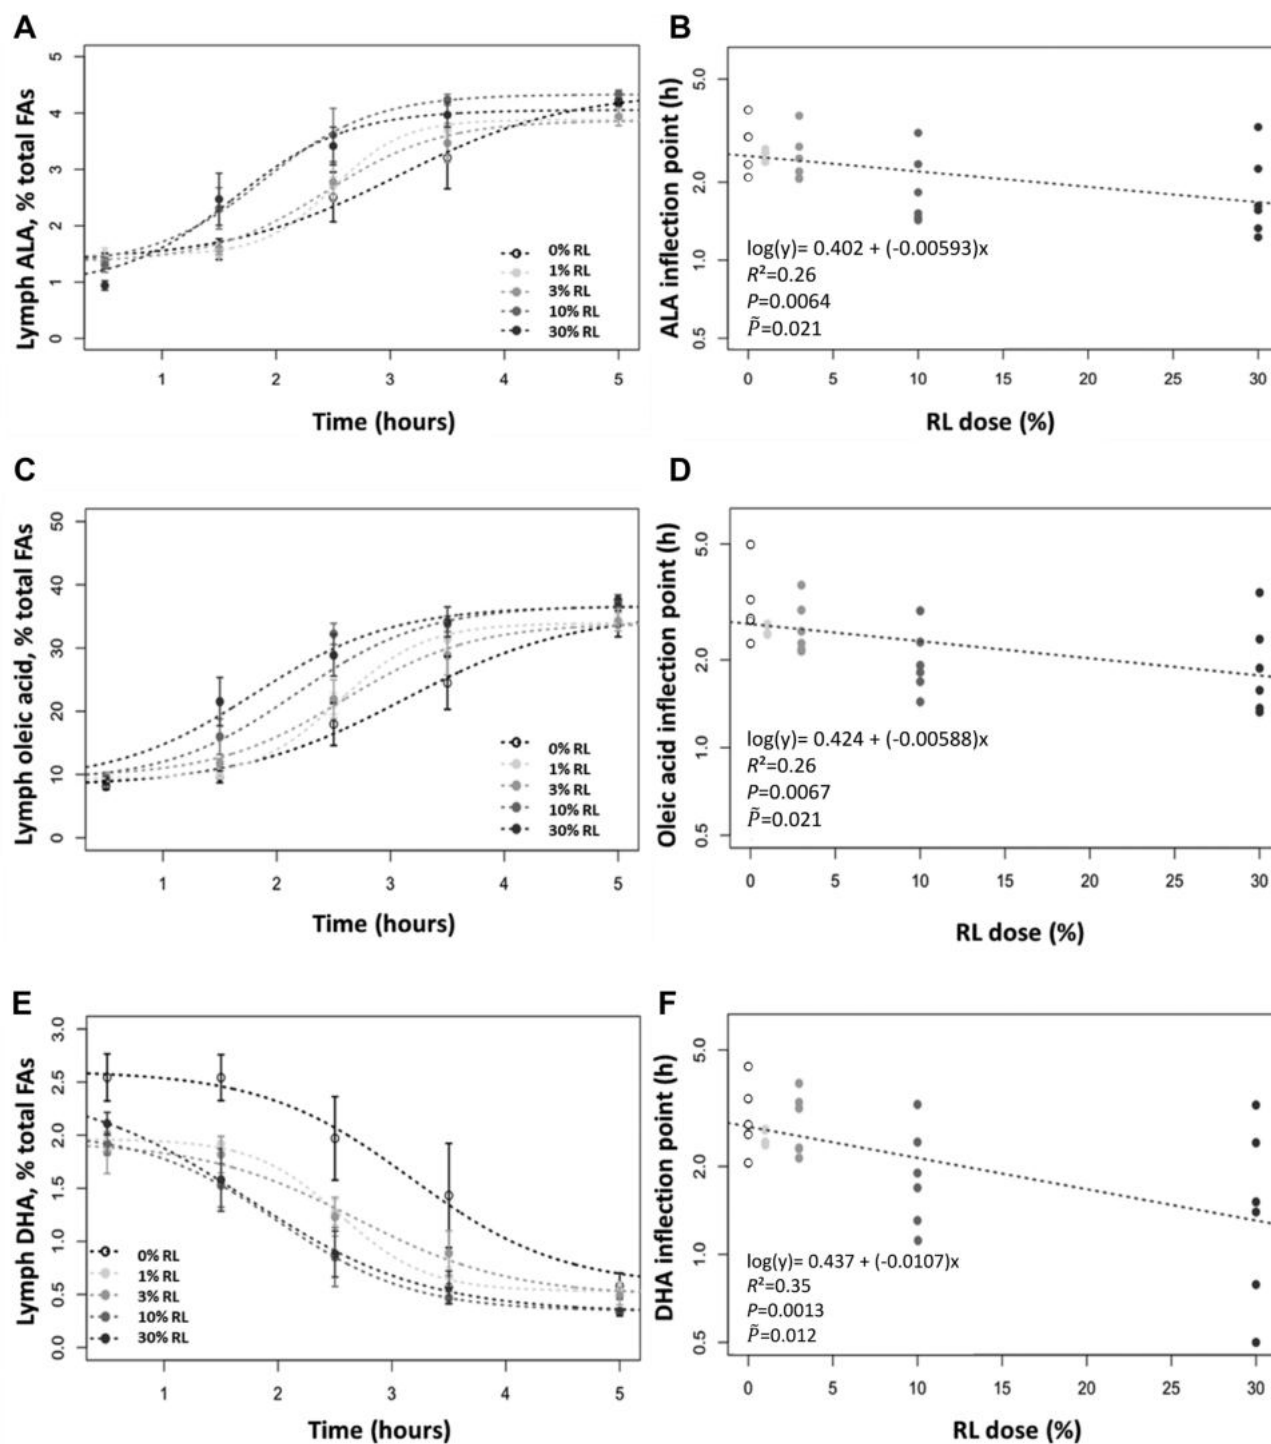 A
Lymph ALA, % total FAs
5
4
3
2
1
0
0% RL
1% RL
3% RL
10% RL
30% RL
1 2 3 4 5
Time (hours)
B
ALA inflection point (h)
5.0
2.0
1.0
0.5
log(y)= 0.402 + (-0.00593)x
R²=0.26
P=0.0064
P̃=0.021
0 5 10 15 20 25 30
RL dose (%)
C
Lymph oleic acid, % total FAs
50
40
30
20
10
0
0% RL
1% RL
3% RL
10% RL
30% RL
1 2 3 4 5
Time (hours)
D
Oleic acid inflection point (h)
5.0
2.0
1.0
0.5
log(y)= 0.424 + (-0.00588)x
R²=0.26
P=0.0067
P̃=0.021
0 5 10 15 20 25 30
RL dose (%)
E
Lymph DHA, % total FAs
3.0
2.5
2.0
1.5
1.0
0.5
0.0
0% RL
1% RL
3% RL
10% RL
30% RL
1 2 3 4 5
Time (hours)
F
DHA inflection point (h)
5.0
2.0
1.0
0.5
log(y)= 0.437 + (-0.0107)x
R²=0.35
P=0.0013
P̃=0.012
0 5 10 15 20 25 30
RL dose (%)